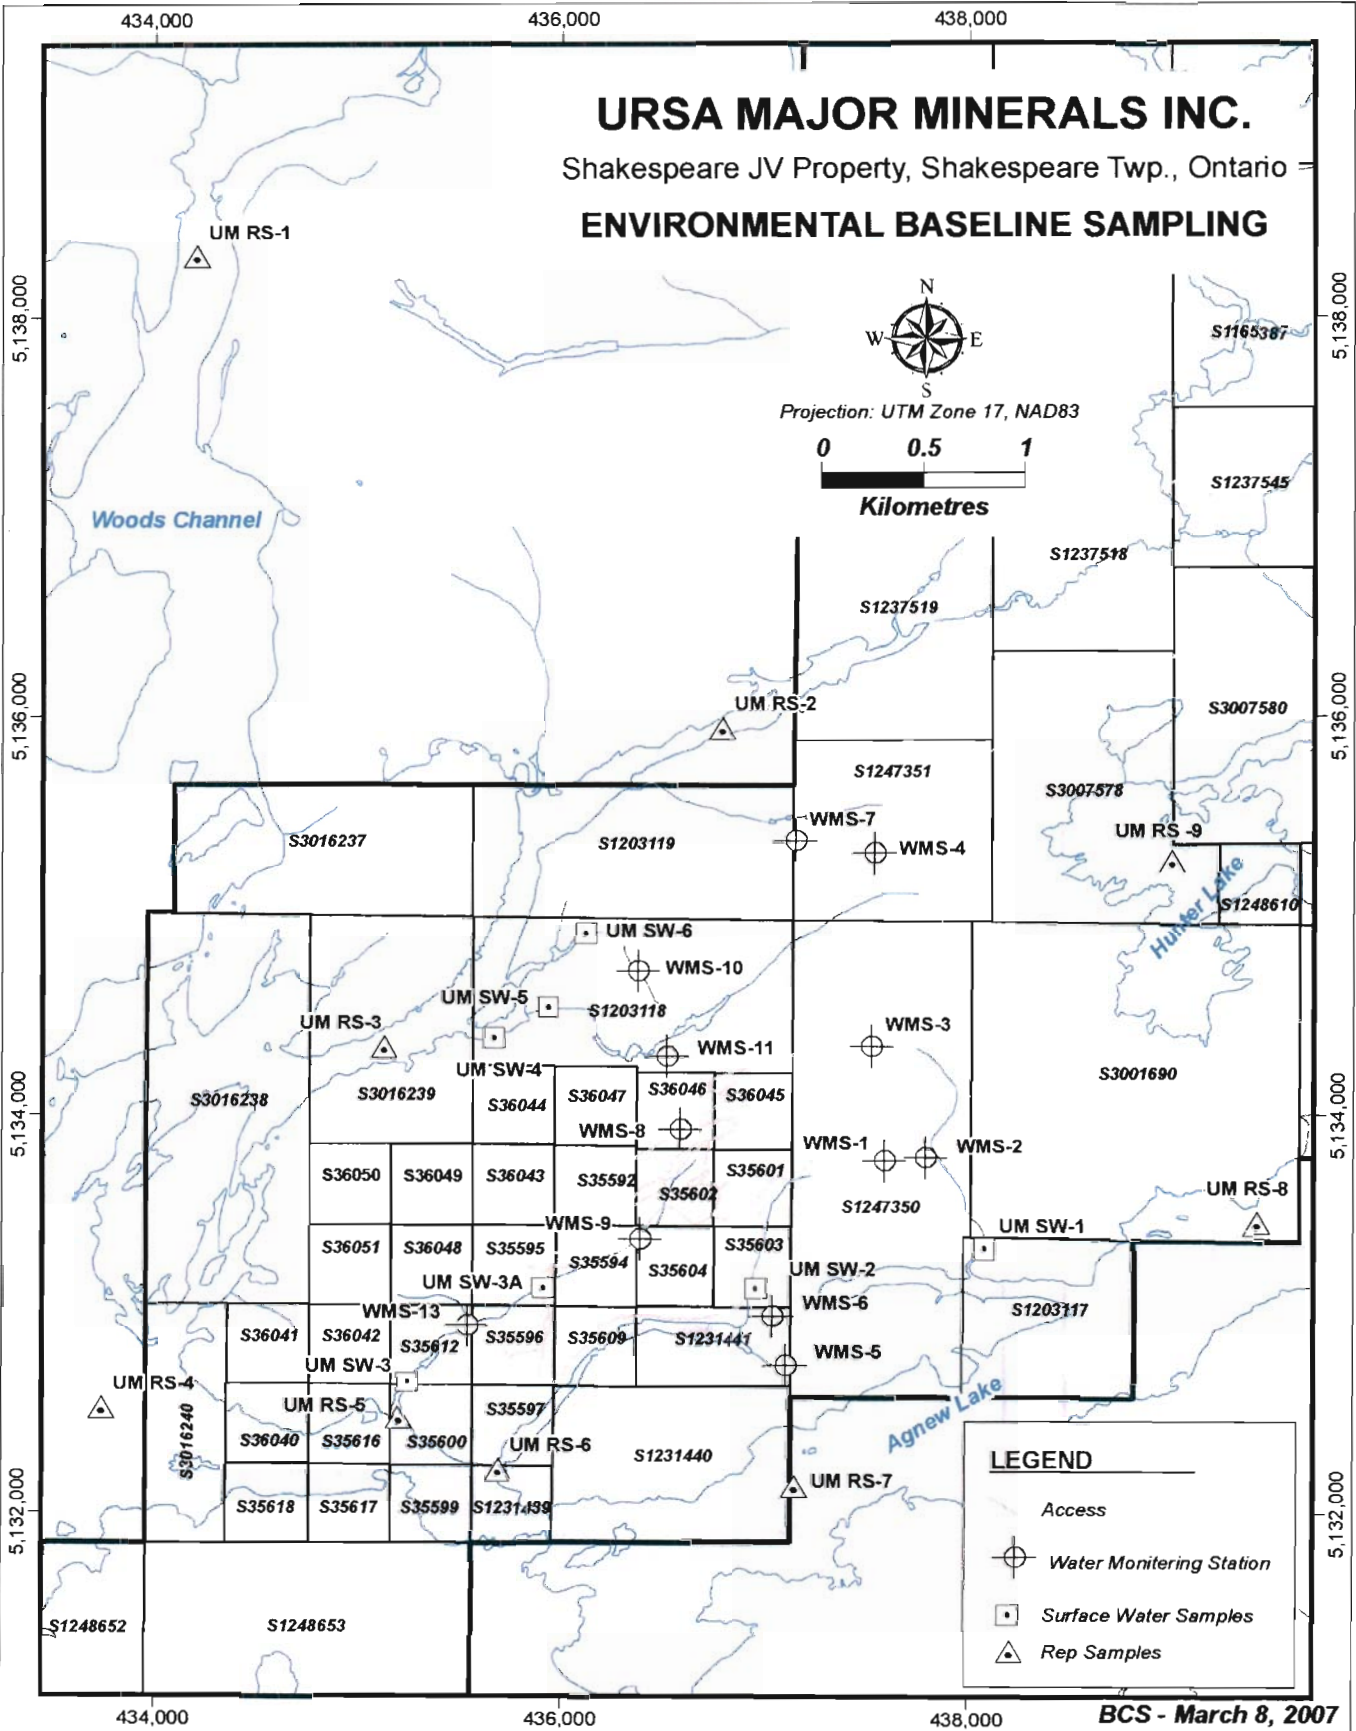 434,000
436,000
438,000
URSA MAJOR MINERALS INC.
Shakespeare JV Property, Shakespeare Twp., Ontario
ENVIRONMENTAL BASELINE SAMPLING
UM RS-1
N
W
E
S
5,138,000
5,138,000
S1165387
Projection: UTM Zone 17, NAD83
0 0.5 1
Kilometres
S1237545
Woods Channel
S1237518
S1237519
5,136,000
5,136,000
UM RS-2
S3007580
S1247351
S3007578
WMS-7
UM RS -9
S3016237
S1203119
WMS-4
Hunter Lake
S1248610
UM SW-6
WMS-10
UM SW-5
S1203118
UM RS-3
WMS-3
WMS-11
UM SW-4
S3001690
S3016238
S3016239
S36044
S36047
S36046
S36045
5,134,000
5,134,000
WMS-8
WMS-1
WMS-2
S36050
S36049
S36043
S35592
S35601
S35602
UM RS-8
S1247350
WMS-9
UM SW-1
S36051
S36048
S35595
S35594
S35603
S35604
UM SW-2
UM SW-3A
WMS-13
WMS-6
S1203117
S36041
S36042
S35612
S35596
S35609
S1231441
WMS-5
UM SW-3
UM RS-4
UM RS-5
S35597
Agnew Lake
S3016240
S36040
S35616
S35600
UM RS-6
S1231440
UM RS-7
LEGEND
5,132,000
5,132,000
S35618
S35617
S35599
S1231439
Access
Water Monitering Station
Surface Water Samples
Rep Samples
S1248652
S1248653
434,000
436,000
438,000
BCS - March 8, 2007